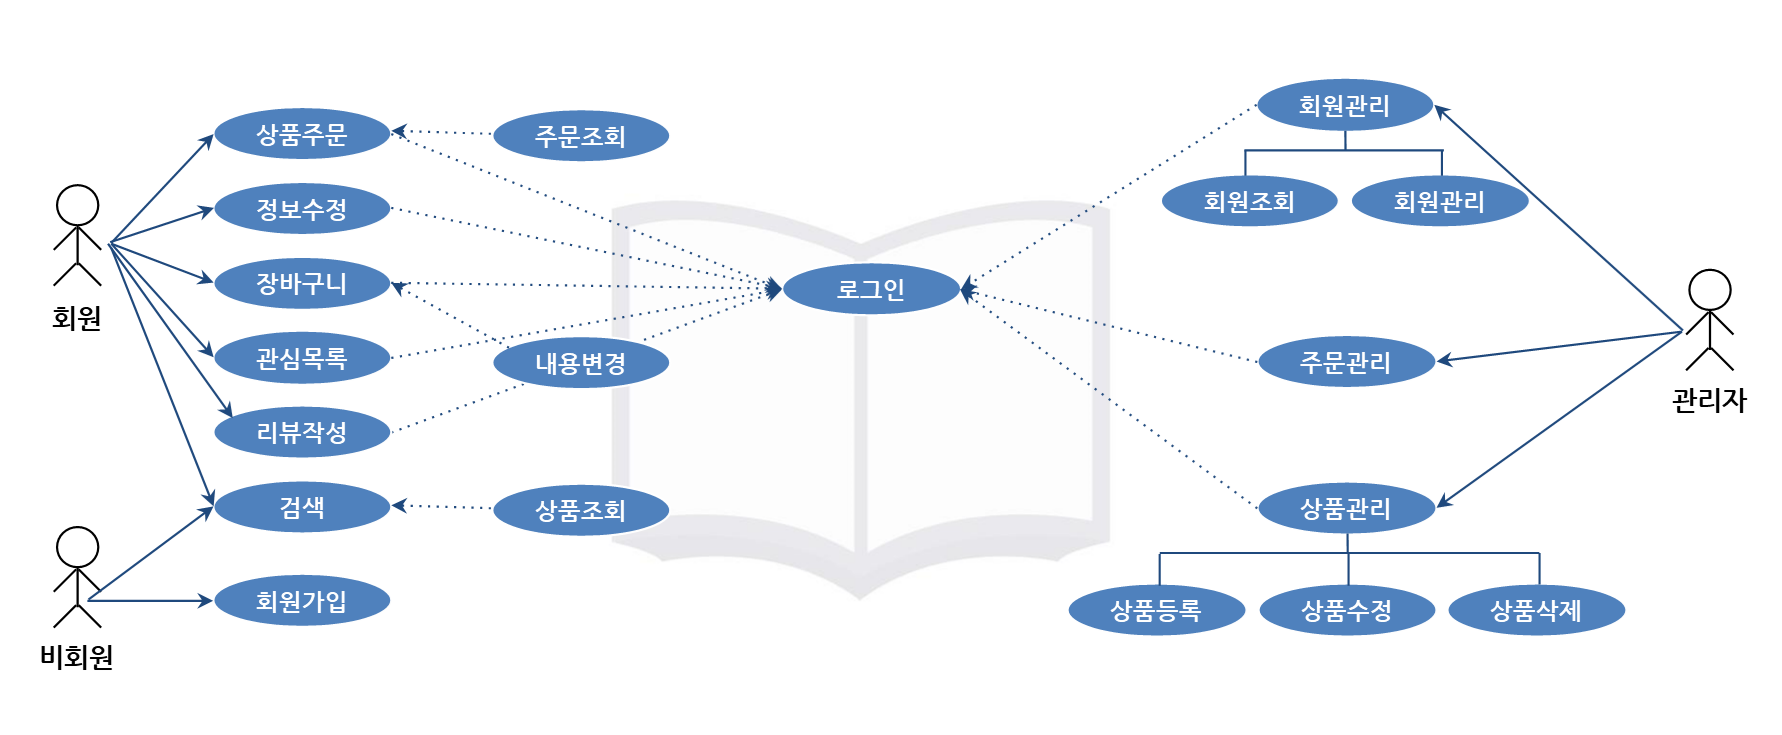 상품주문
정보수정
장바구니
관심목록
리뷰작성
검색
회원가입
회원
비회원
주문조회
내용변경
상품조회
로그인
회원관리
회원조회
회원관리
주문관리
상품관리
상품등록
상품수정
상품삭제
관리자